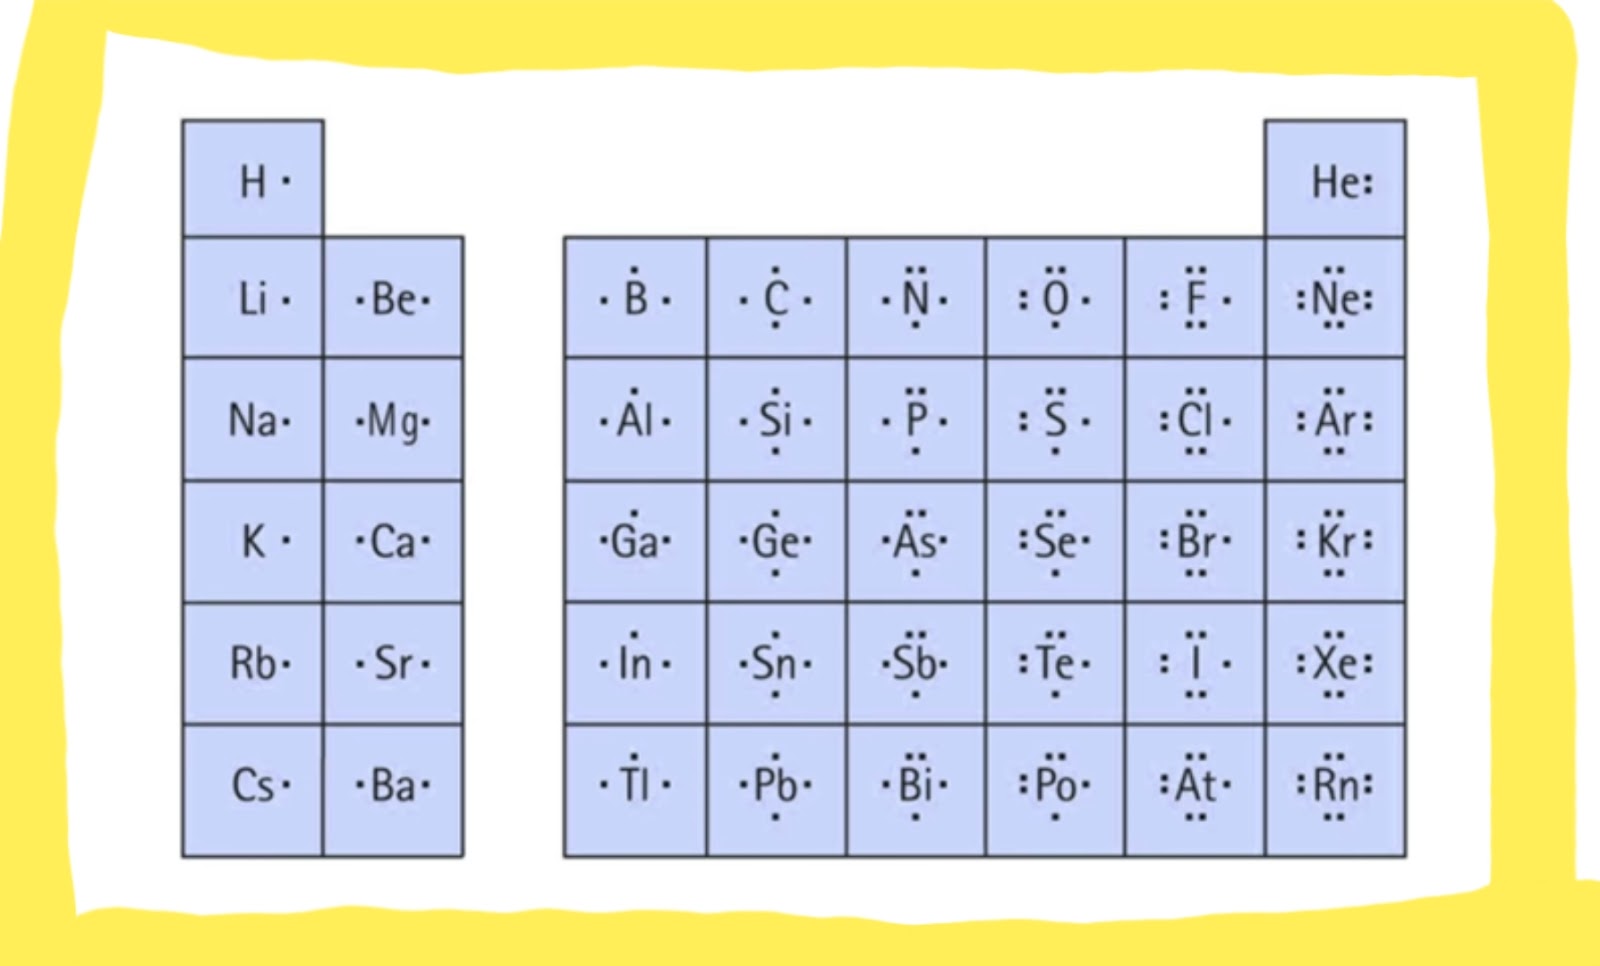 H · He:
Li · ·Be· · Ḃ · · Ċ̣ · · N̤̈ · : Ọ̈ · : F̤̈ · :N̤̈e:
Na· ·Mg· · Al · · Si · · P · : S · :Cl · :Ar:
K · ·Ca· ·Ga· ·Ge· ·As· :Se· :Br· :Kr:
Rb· · Sr · · In · ·Sn· ·Sb· :Te· : I · :Xe:
Cs· ·Ba· · Tl · ·Pb· ·Bi· :Po· :At· :Rn: